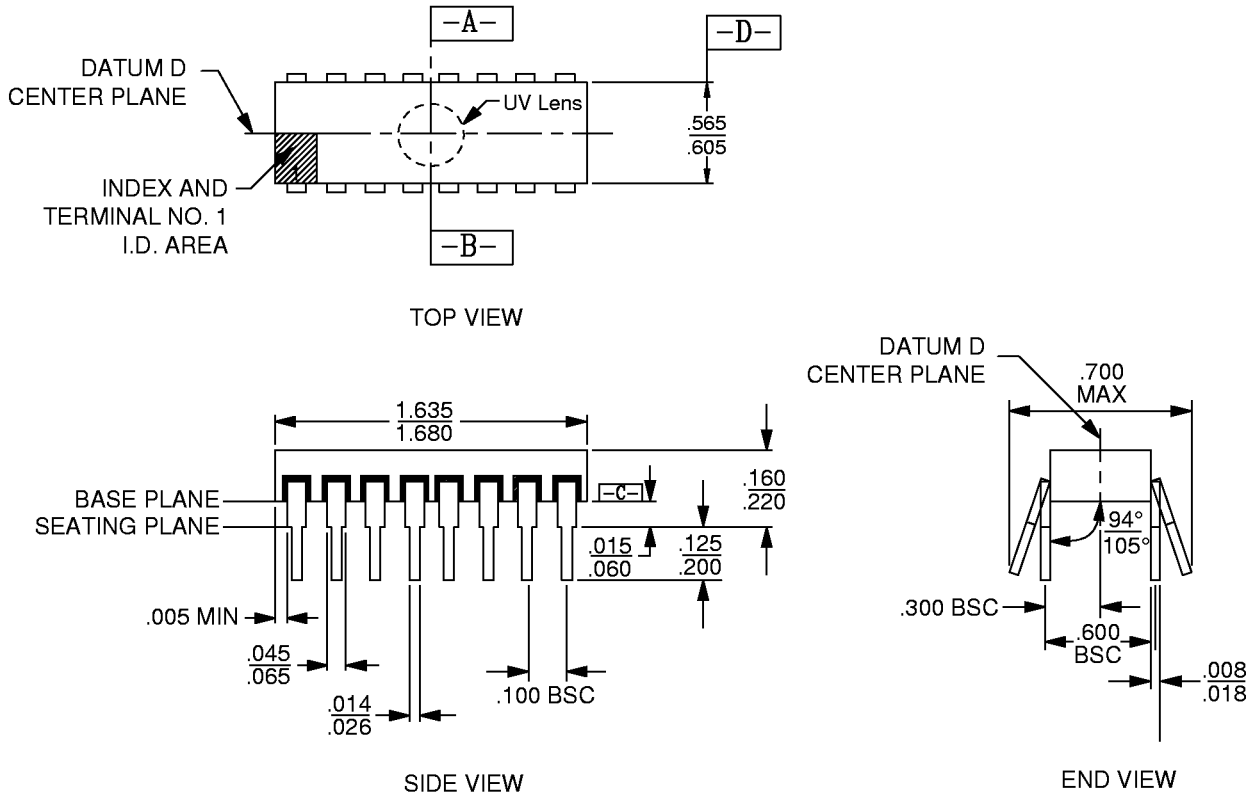 -A-
-D-
DATUM D
CENTER PLANE
UV Lens
.565
.605
INDEX AND
TERMINAL NO. 1
I.D. AREA
1
-B-
TOP VIEW
DATUM D
CENTER PLANE
.700
MAX
1.635
1.680
BASE PLANE
SEATING PLANE
-C-
.160
.220
.015
.060
.125
.200
94°
105°
.005 MIN
.300 BSC
.045
.065
.600
BSC
.100 BSC
.008
.018
.014
.026
SIDE VIEW
END VIEW